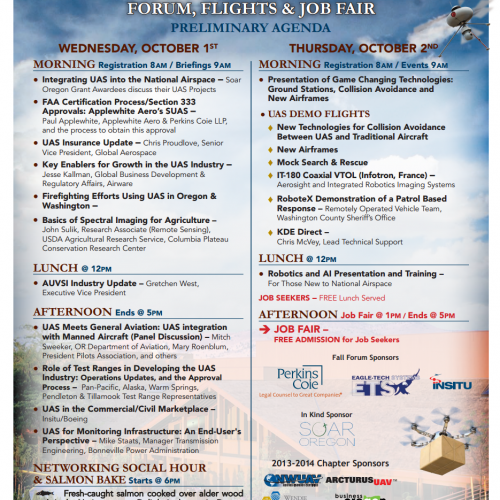 FORUM, FLIGHTS & JOB FAIR
PRELIMINARY AGENDA
WEDNESDAY, OCTOBER 1ST
MORNING Registration 8AM / Briefings 9AM
• Integrating UAS into the National Airspace – Soar
Oregon Grant Awardees discuss their UAS Projects
• FAA Certification Process/Section 333
Approvals: Applewhite Aero's SUAS –
Paul Applewhite, Applewhite Aero & Perkins Coie LLP,
and the process to obtain this approval
• UAS Insurance Update – Chris Proudlove, Senior
Vice President, Global Aerospace
• Key Enablers for Growth in the UAS Industry –
Jesse Kallman, Global Business Development &
Regulatory Affairs, Airware
• Firefighting Efforts Using UAS in Oregon &
Washington –
• Basics of Spectral Imaging for Agriculture –
John Sulik, Research Associate (Remote Sensing),
USDA Agricultural Research Service, Columbia Plateau
Conservation Research Center
LUNCH @ 12PM
• AUVSI Industry Update – Gretchen West,
Executive Vice President
AFTERNOON Ends @ 5PM
• UAS Meets General Aviation: UAS integration
with Manned Aircraft (Panel Discussion) – Mitch
Sweeker, OR Department of Aviation, Mary Roenblum,
President Pilots Association, and others
• Role of Test Ranges in Developing the UAS
Industry: Operations Updates, and the Approval
Process – Pan-Pacific, Alaska, Warm Springs,
Pendleton & Tillamook Test Range Representatives
• UAS in the Commercial/Civil Marketplace –
Insitu/Boeing
• UAS for Monitoring Infrastructure: An End-User's
Perspective – Mike Staats, Manager Transmission
Engineering, Bonneville Power Administration
NETWORKING SOCIAL HOUR
& SALMON BAKE Starts @ 6PM
Fresh-caught salmon cooked over alder wood
THURSDAY, OCTOBER 2ND
MORNING Registration 8AM / Events 9AM
• Presentation of Game Changing Technologies:
Ground Stations, Collision Avoidance and
New Airframes
• UAS DEMO FLIGHTS
♦ New Technologies for Collision Avoidance
Between UAS and Traditional Aircraft
♦ New Airframes
♦ Mock Search & Rescue
♦ IT-180 Coaxial VTOL (Infotron, France) –
Aerosight and Integrated Robotics Imaging Systems
♦ RoboteX Demonstration of a Patrol Based
Response – Remotely Operated Vehicle Team,
Washington County Sheriff's Office
♦ KDE Direct –
Chris McVey, Lead Technical Support
LUNCH @ 12PM
• Robotics and AI Presentation and Training –
For Those New to National Airspace
JOB SEEKERS – FREE Lunch Served
AFTERNOON Job Fair @ 1PM / Ends @ 5PM
➔ JOB FAIR –
FREE ADMISSION for Job Seekers
Fall Forum Sponsors
Perkins
Coie
Legal Counsel to Great Companies®
EAGLE-TECH SYSTEMS
ETS
INSITU
In Kind Sponsor
SOAR
OREGON
2013-2014 Chapter Sponsors
ARCTURUS UAV
business